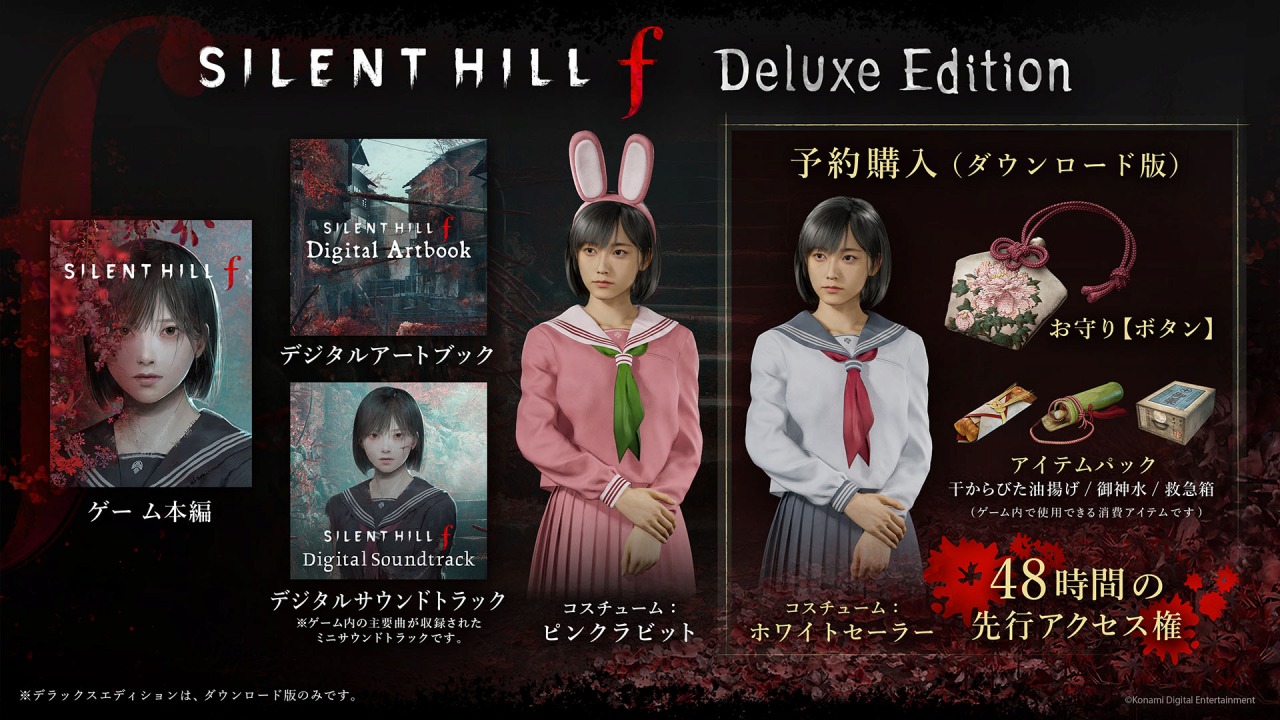 SILENT HILL f Deluxe Edition
SILENT HILL f
ゲーム本編
SILENT HILL f
Digital Artbook
デジタルアートブック
SILENT HILL f
Digital Soundtrack
デジタルサウンドトラック
※ゲーム内の主要曲が収録された
ミニサウンドトラックです。
コスチューム：
ピンクラビット
予約購入（ダウンロード版）
コスチューム：
ホワイトセーラー
お守り【ボタン】
アイテムパック
干からびた油揚げ / 御神水 / 救急箱
（ゲーム内で使用できる消費アイテムです）
48時間の
先行アクセス権
※デラックスエディションは、ダウンロード版のみです。
©Konami Digital Entertainment